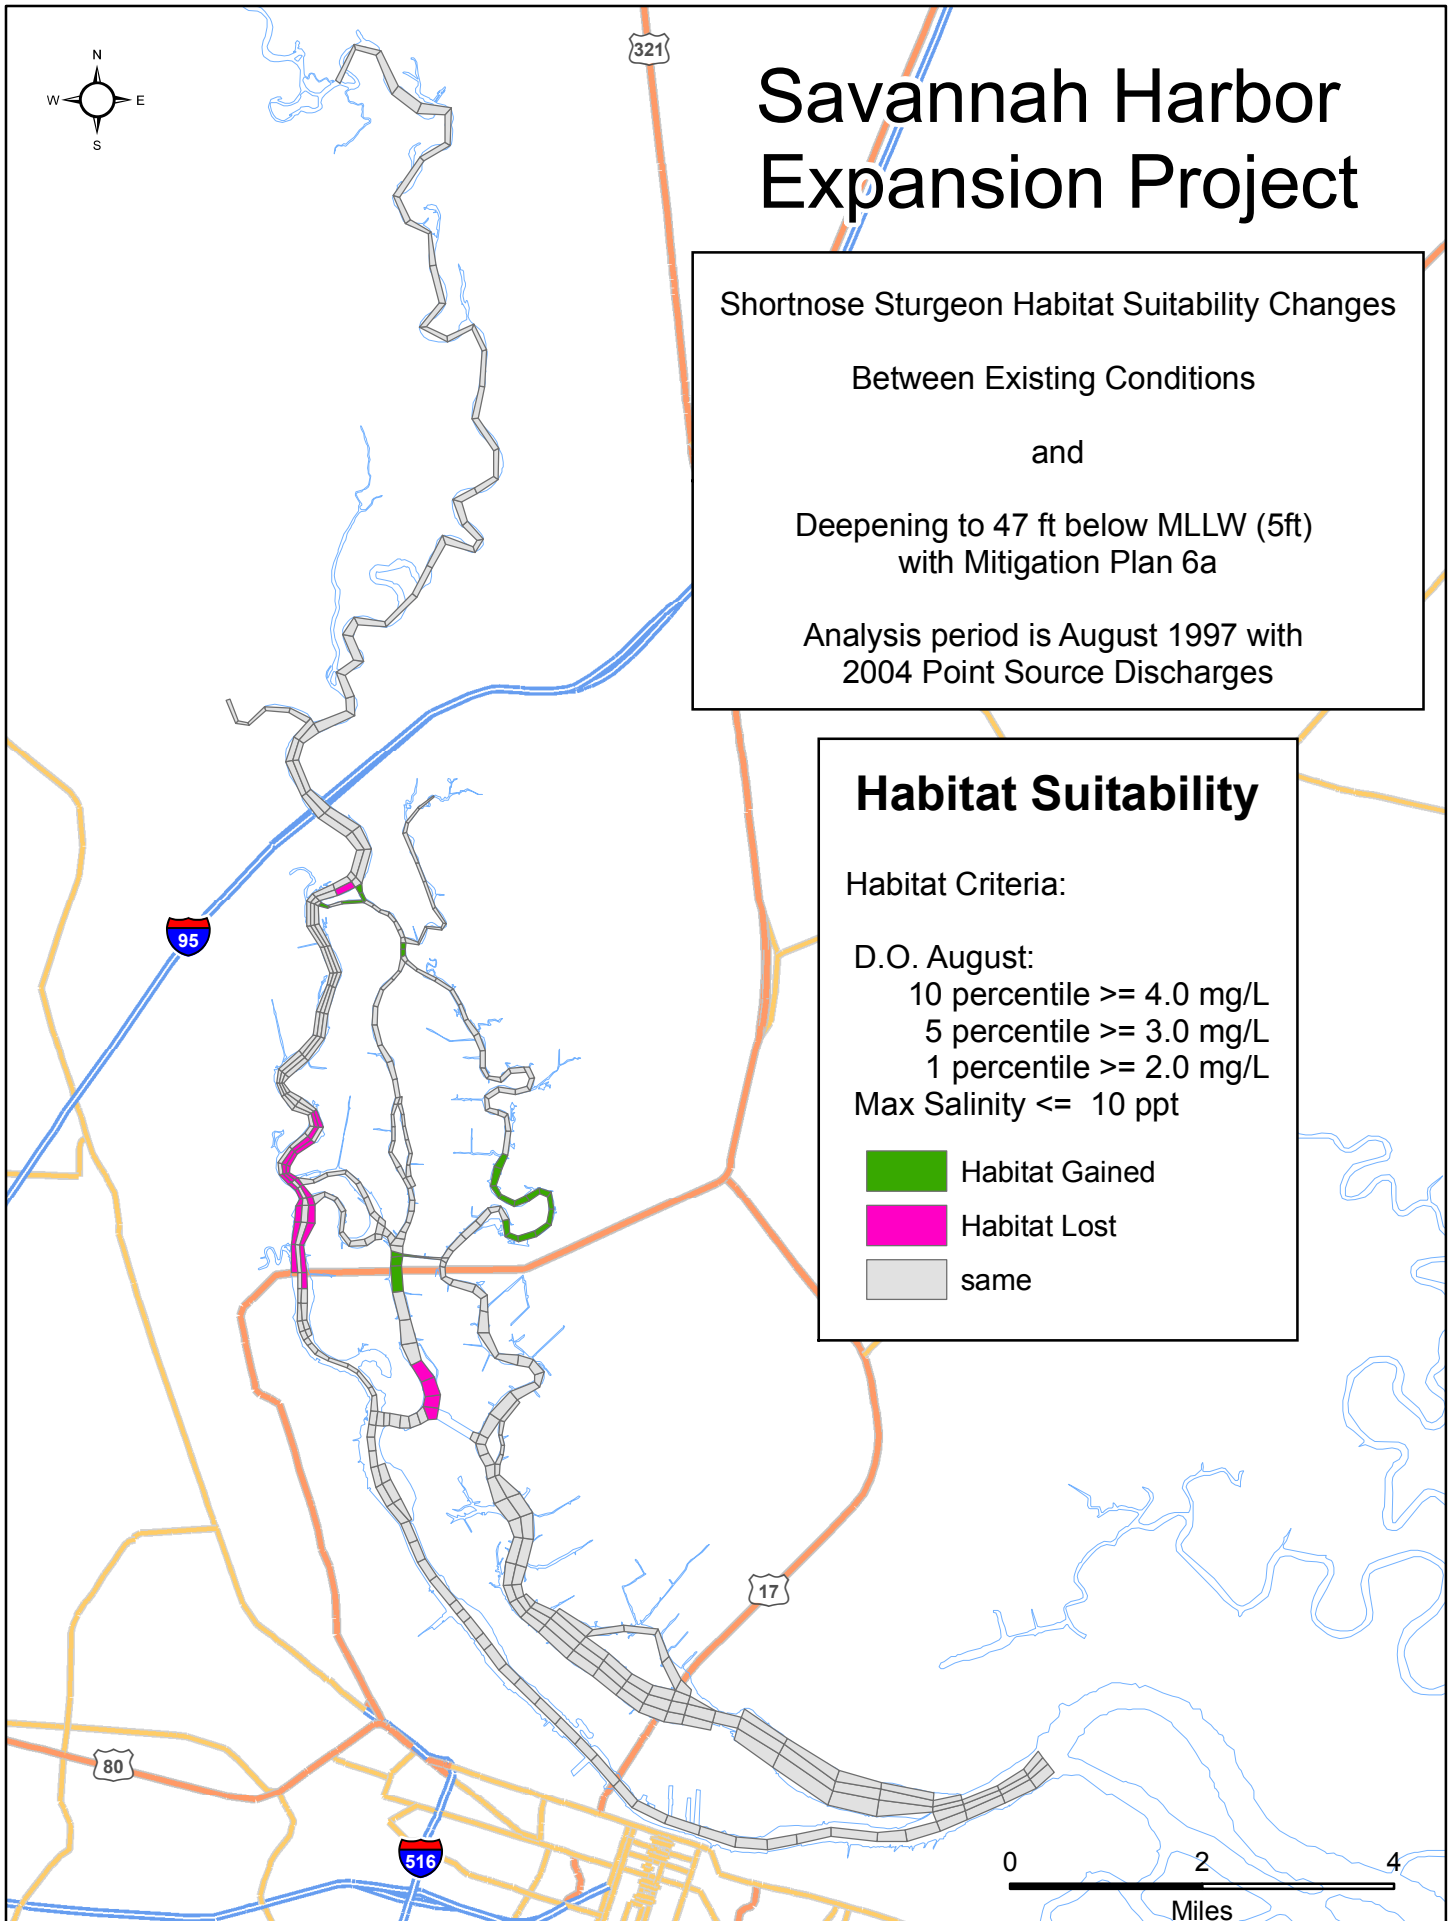 N
W E
S
321
Savannah Harbor
Expansion Project
Shortnose Sturgeon Habitat Suitability Changes
Between Existing Conditions
and
Deepening to 47 ft below MLLW (5ft)
with Mitigation Plan 6a
Analysis period is August 1997 with
2004 Point Source Discharges
Habitat Suitability
Habitat Criteria:
D.O. August:
10 percentile >= 4.0 mg/L
5 percentile >= 3.0 mg/L
1 percentile >= 2.0 mg/L
Max Salinity <= 10 ppt
Habitat Gained
Habitat Lost
same
95
17
80
516
0 2 4
Miles